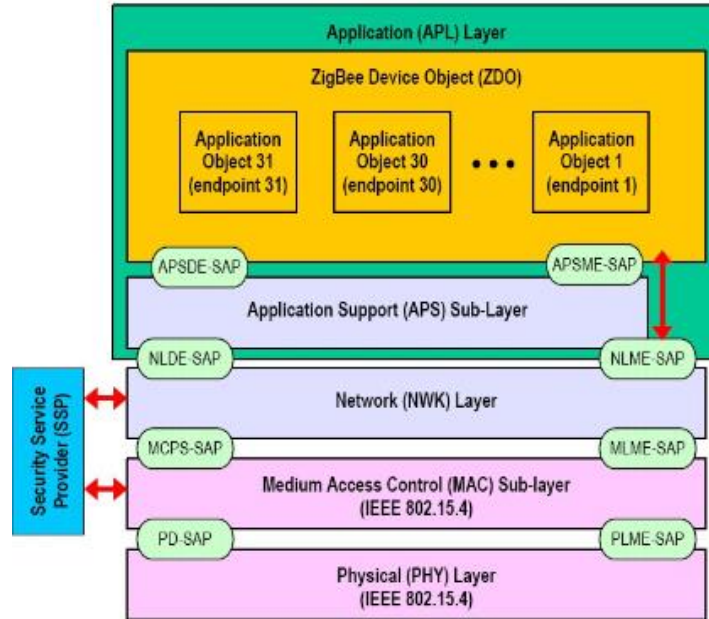 Application (APL) Layer
ZigBee Device Object (ZDO)
Application
Object 31
(endpoint 31)
Application
Object 30
(endpoint 30)
• • •
Application
Object 1
(endpoint 1)
APSDE-SAP
APSME-SAP
Application Support (APS) Sub-Layer
NLDE-SAP
NLME-SAP
Security Service
Provider (SSP)
Network (NWK) Layer
MCPS-SAP
MLME-SAP
Medium Access Control (MAC) Sub-layer
(IEEE 802.15.4)
PD-SAP
PLME-SAP
Physical (PHY) Layer
(IEEE 802.15.4)